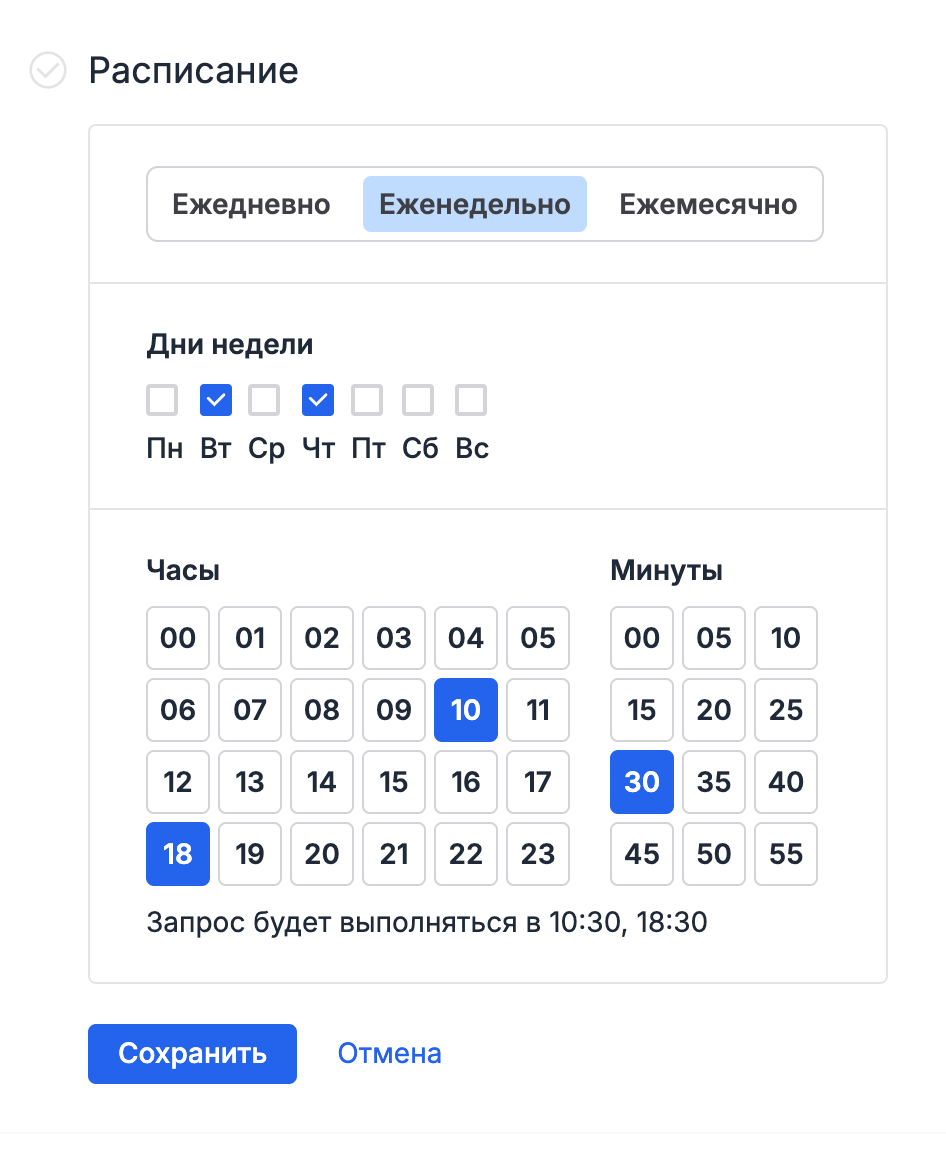 Расписание
Ежедневно Еженедельно Ежемесячно
Дни недели
Пн Вт Ср Чт Пт Сб Вс
Часы Минуты
00 01 02 03 04 05 00 05 10
06 07 08 09 10 11 15 20 25
12 13 14 15 16 17 30 35 40
18 19 20 21 22 23 45 50 55
Запрос будет выполняться в 10:30, 18:30
Сохранить Отмена